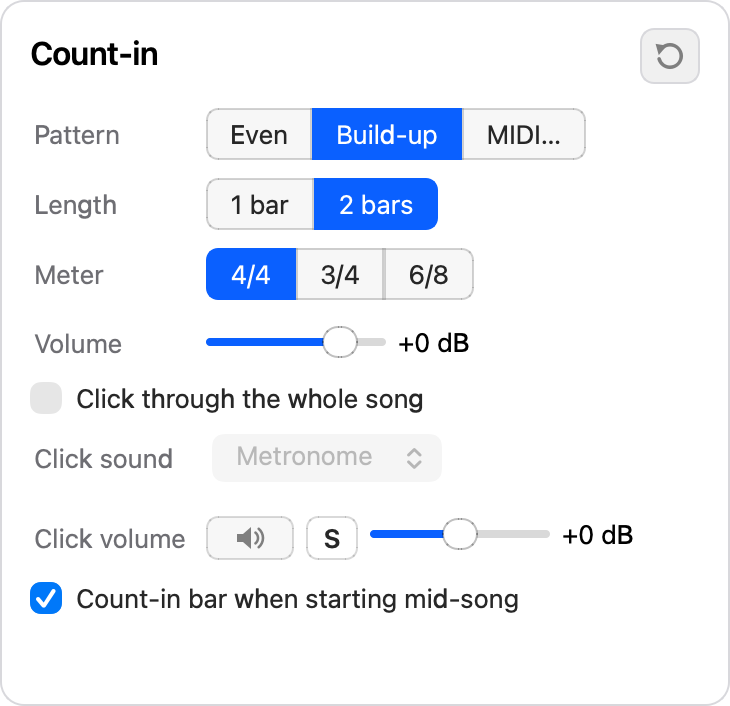 Count-in
Pattern Even Build-up MIDI...
Length 1 bar 2 bars
Meter 4/4 3/4 6/8
Volume +0 dB
Click through the whole song
Click sound Metronome
Click volume S +0 dB
Count-in bar when starting mid-song